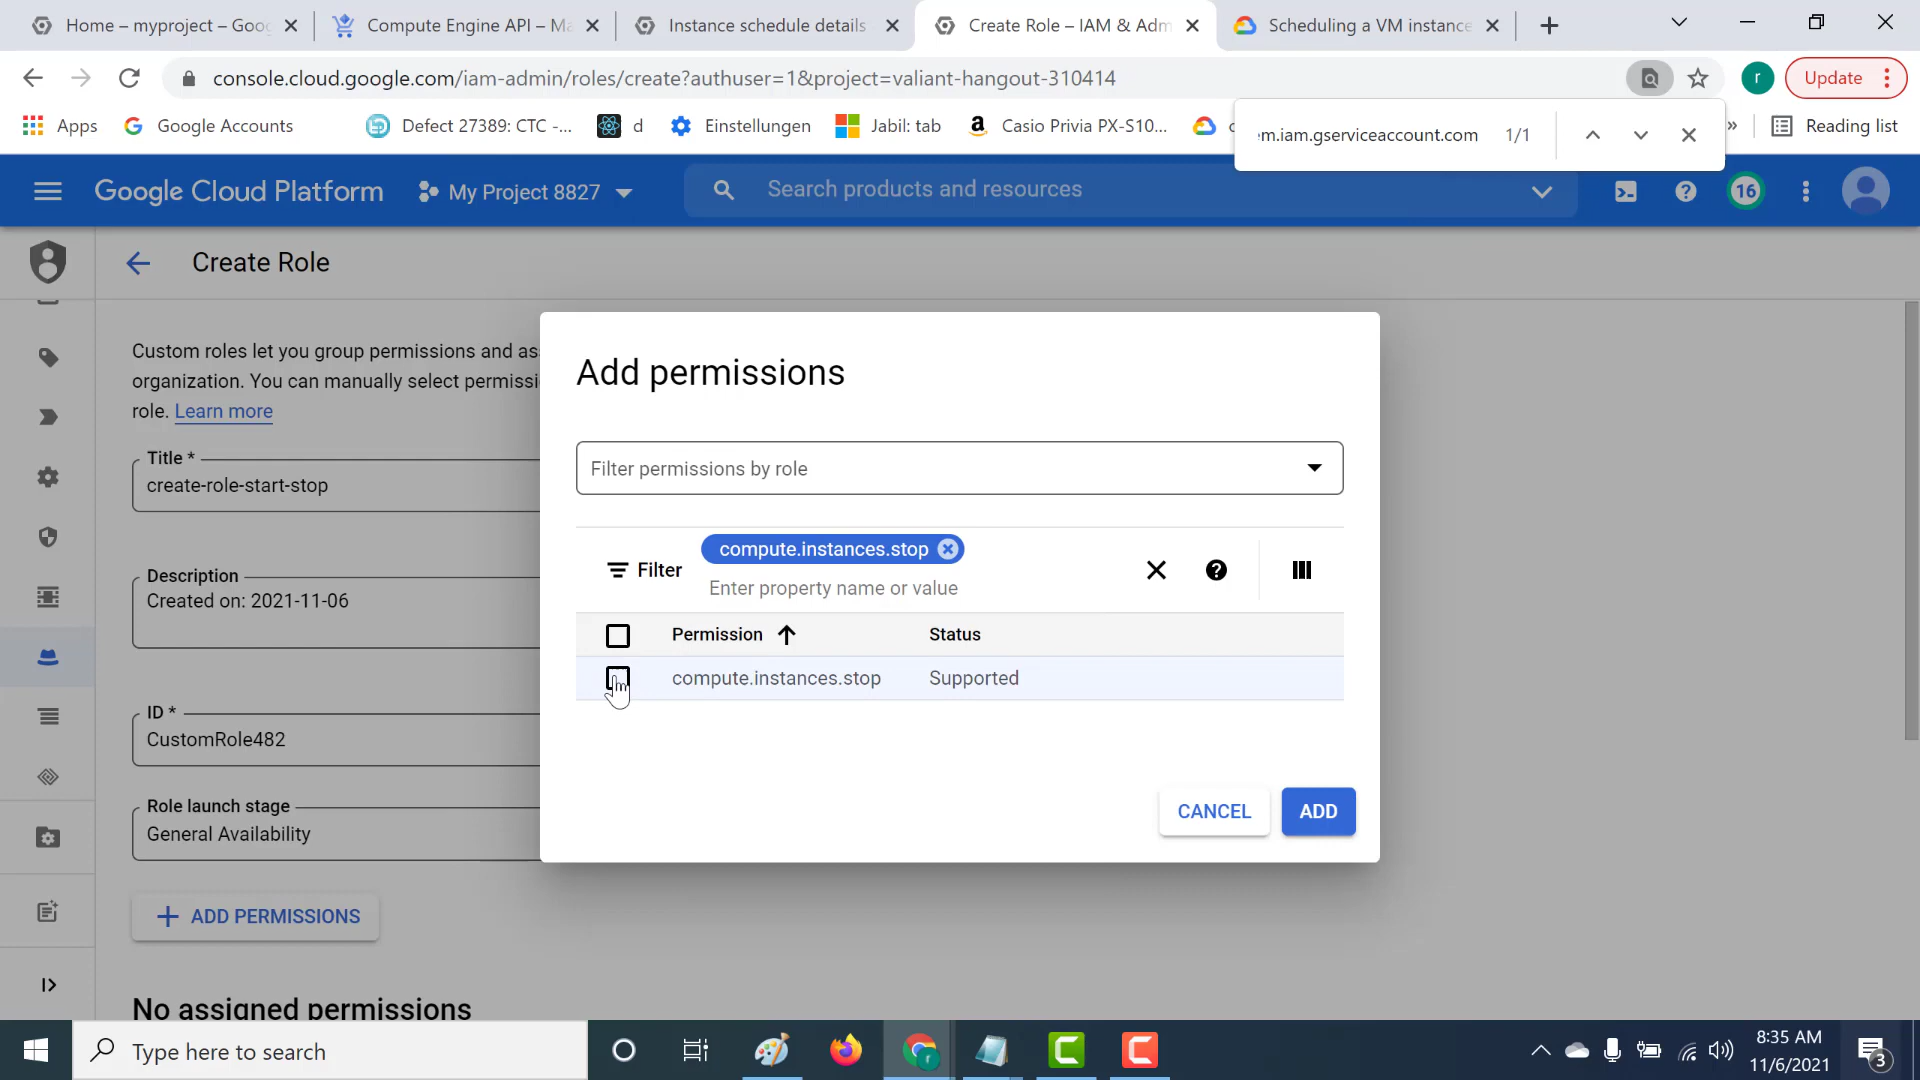 Home – myproject – Goog
Compute Engine API – Ma
Instance schedule details
Create Role – IAM & Adm
Scheduling a VM instance
console.cloud.google.com/iam-admin/roles/create?authuser=1&project=valiant-hangout-310414
r
Update
Apps
Google Accounts
Defect 27389: CTC -...
d
Einstellungen
Jabil: tab
Casio Privia PX-S10...
»
Reading list
em.iam.gserviceaccount.com
1/1
Google Cloud Platform
My Project 8827
Search products and resources
16
Create Role
Custom roles let you group permissions and as
organization. You can manually select permissi
role. Learn more
Title *
create-role-start-stop
Description
Created on: 2021-11-06
ID *
CustomRole482
Role launch stage
General Availability
ADD PERMISSIONS
No assigned permissions
Add permissions
Filter permissions by role
Filter
compute.instances.stop
Enter property name or value
Permission
Status
compute.instances.stop
Supported
CANCEL
ADD
Type here to search
8:35 AM
11/6/2021
3